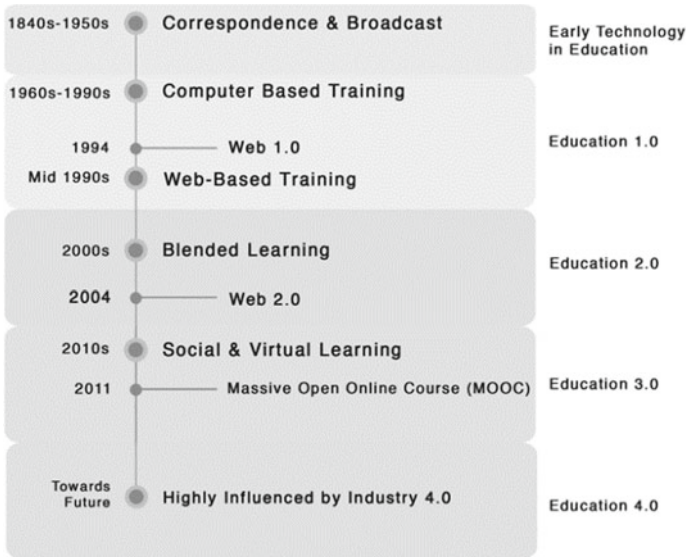 1840s-1950s Correspondence & Broadcast
Early Technology
in Education
1960s-1990s Computer Based Training
Education 1.0
1994 Web 1.0
Mid 1990s Web-Based Training
2000s Blended Learning
Education 2.0
2004 Web 2.0
2010s Social & Virtual Learning
Education 3.0
2011 Massive Open Online Course (MOOC)
Towards
Future
Highly Influenced by Industry 4.0
Education 4.0